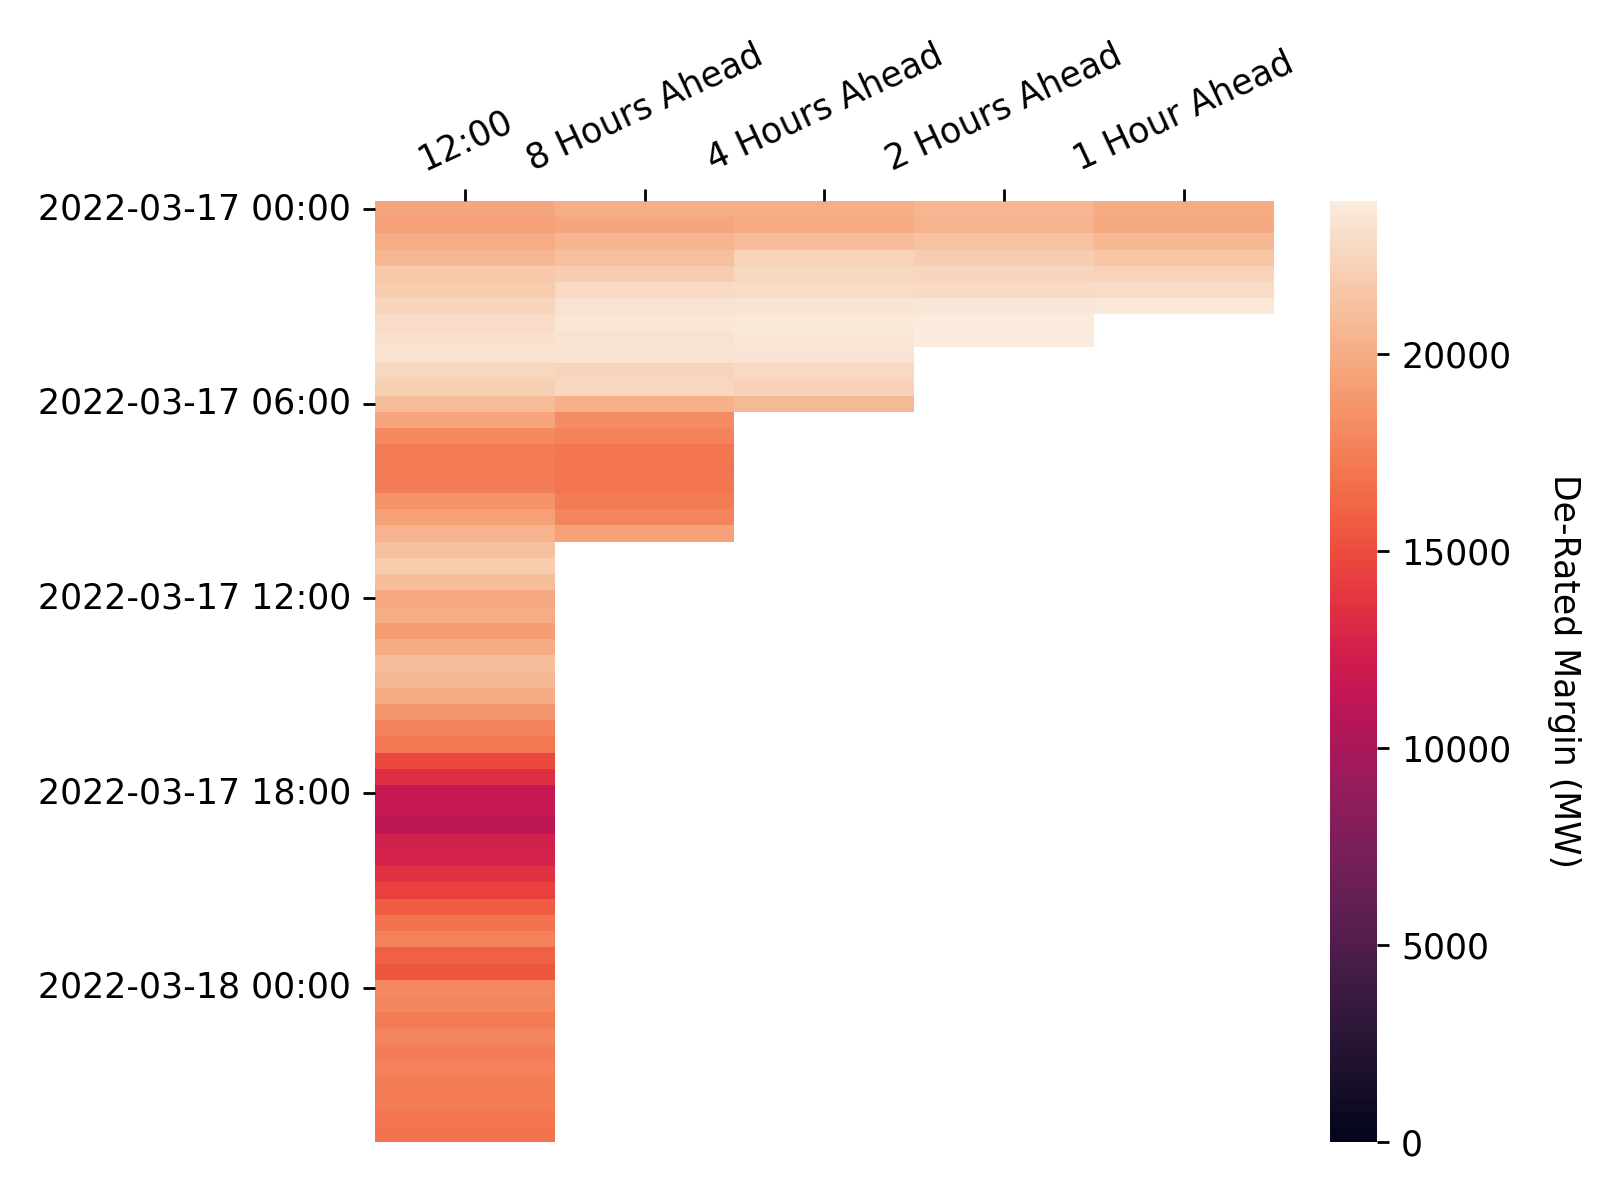 12:00
8 Hours Ahead
4 Hours Ahead
2 Hours Ahead
1 Hour Ahead
2022-03-17 00:00
2022-03-17 06:00
2022-03-17 12:00
2022-03-17 18:00
2022-03-18 00:00
20000
15000
10000
5000
0
De-Rated Margin (MW)